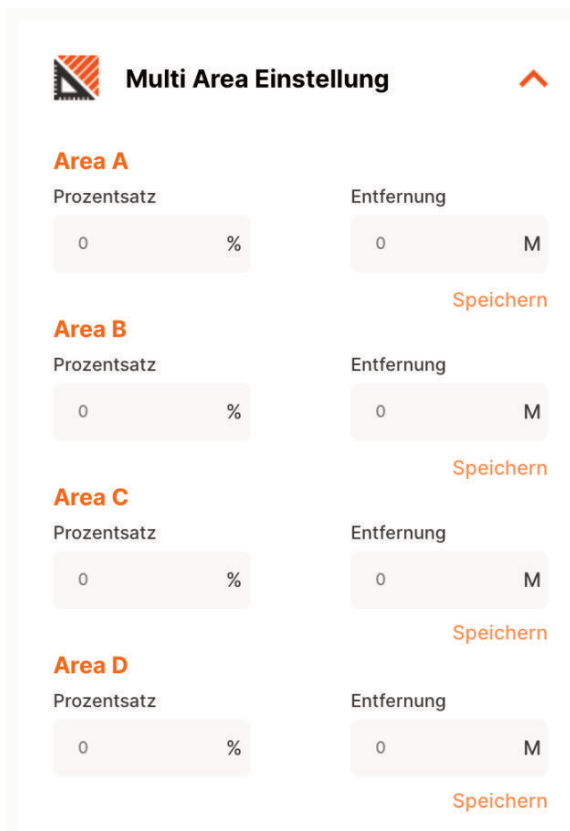 Multi Area Einstellung
Area A
Prozentsatz Entfernung
0 % 0 M
Speichern
Area B
Prozentsatz Entfernung
0 % 0 M
Speichern
Area C
Prozentsatz Entfernung
0 % 0 M
Speichern
Area D
Prozentsatz Entfernung
0 % 0 M
Speichern